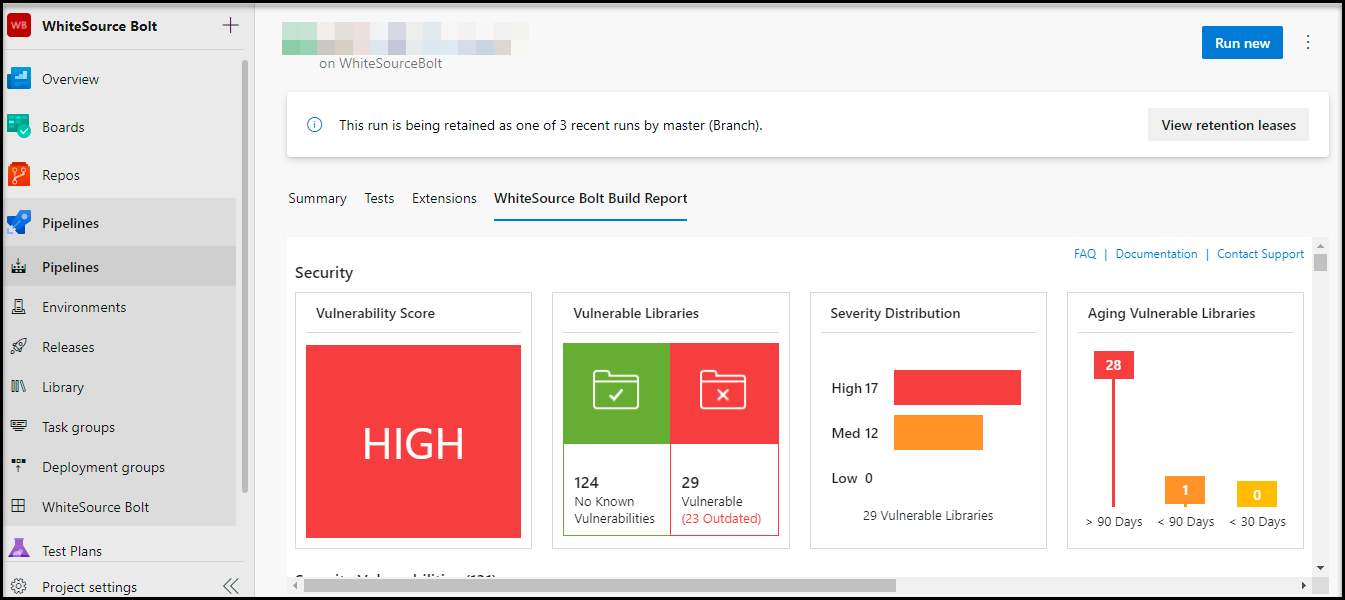 WB WhiteSource Bolt
Overview
Boards
Repos
Pipelines
Pipelines
Environments
Releases
Library
Task groups
Deployment groups
WhiteSource Bolt
Test Plans
Project settings
on WhiteSourceBolt
Run new
This run is being retained as one of 3 recent runs by master (Branch).
View retention leases
Summary Tests Extensions WhiteSource Bolt Build Report
FAQ | Documentation | Contact Support
Security
Vulnerability Score
HIGH
Vulnerable Libraries
124
No Known
Vulnerabilities
29
Vulnerable
(23 Outdated)
Severity Distribution
High 17
Med 12
Low 0
29 Vulnerable Libraries
Aging Vulnerable Libraries
28
1
0
> 90 Days < 90 Days < 30 Days